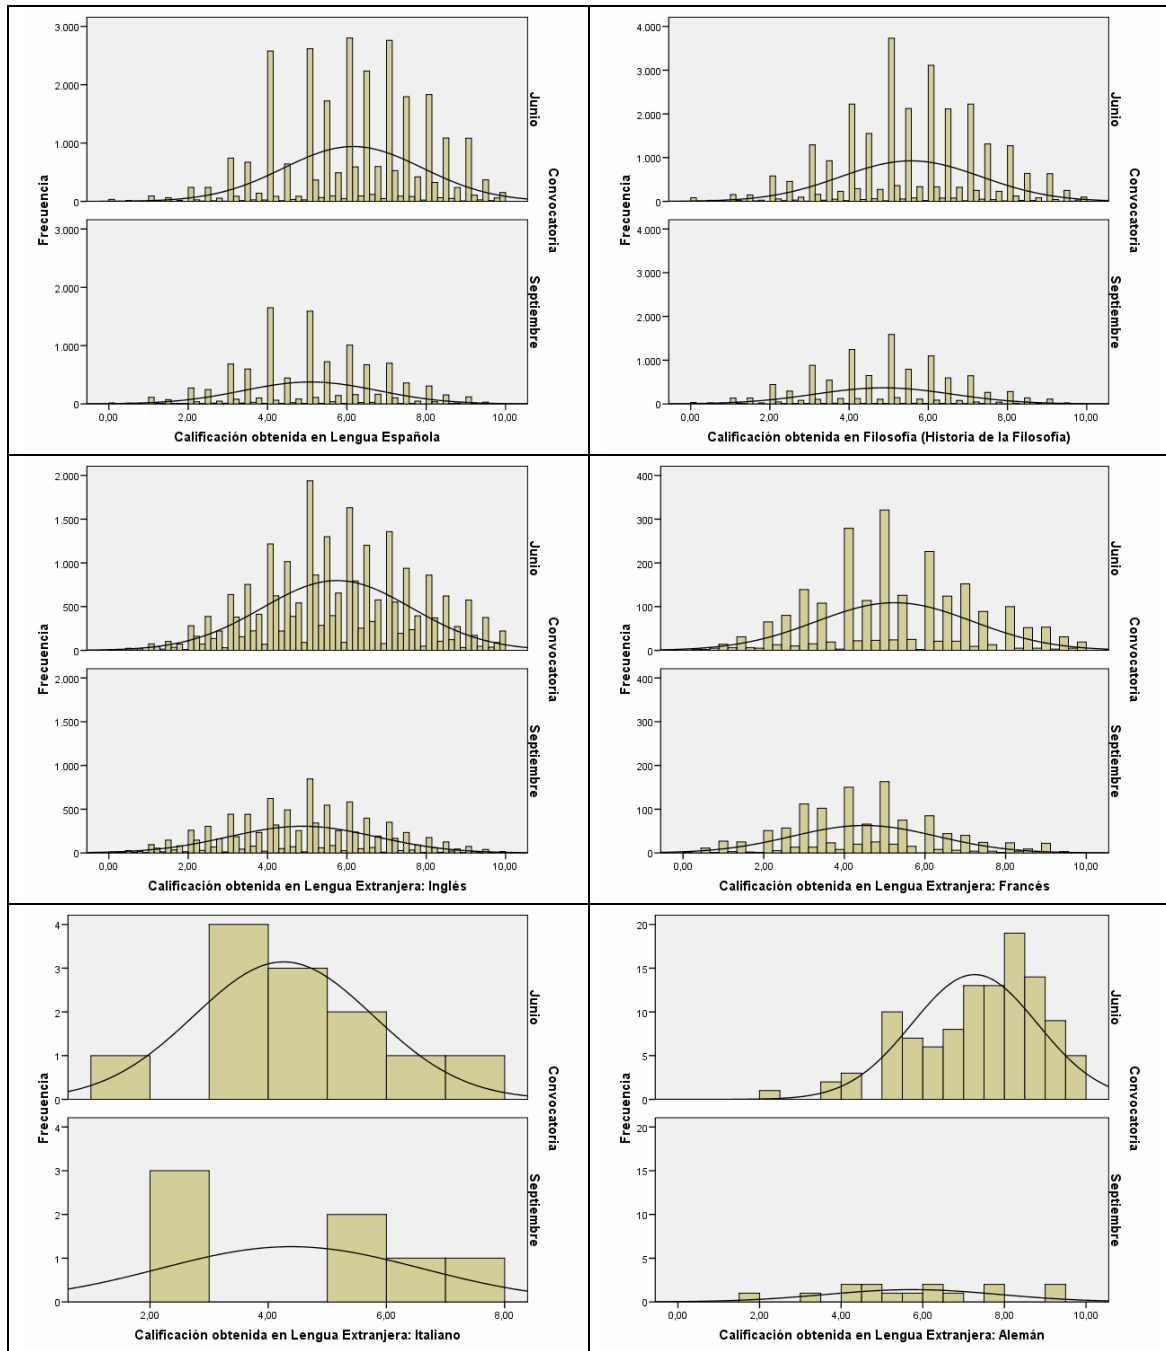 3.000
2.000
1.000
0
Junio
3.000
2.000
1.000
0
Septiembre
Frecuencia
Convocatoria
0,00 2,00 4,00 6,00 8,00 10,00
Calificación obtenida en Lengua Española
4.000
3.000
2.000
1.000
0
Junio
4.000
3.000
2.000
1.000
0
Septiembre
Frecuencia
Convocatoria
0,00 2,00 4,00 6,00 8,00 10,00
Calificación obtenida en Filosofía (Historia de la Filosofía)
2.000
1.500
1.000
500
0
Junio
2.000
1.500
1.000
500
0
Septiembre
Frecuencia
Convocatoria
0,00 2,00 4,00 6,00 8,00 10,00
Calificación obtenida en Lengua Extranjera: Inglés
400
300
200
100
0
Junio
400
300
200
100
0
Septiembre
Frecuencia
Convocatoria
0,00 2,00 4,00 6,00 8,00 10,00
Calificación obtenida en Lengua Extranjera: Francés
4
3
2
1
0
Junio
4
3
2
1
0
Septiembre
Frecuencia
Convocatoria
2,00 4,00 6,00 8,00
Calificación obtenida en Lengua Extranjera: Italiano
20
15
10
5
0
Junio
20
15
10
5
0
Septiembre
Frecuencia
Convocatoria
0,00 2,00 4,00 6,00 8,00 10,00
Calificación obtenida en Lengua Extranjera: Alemán